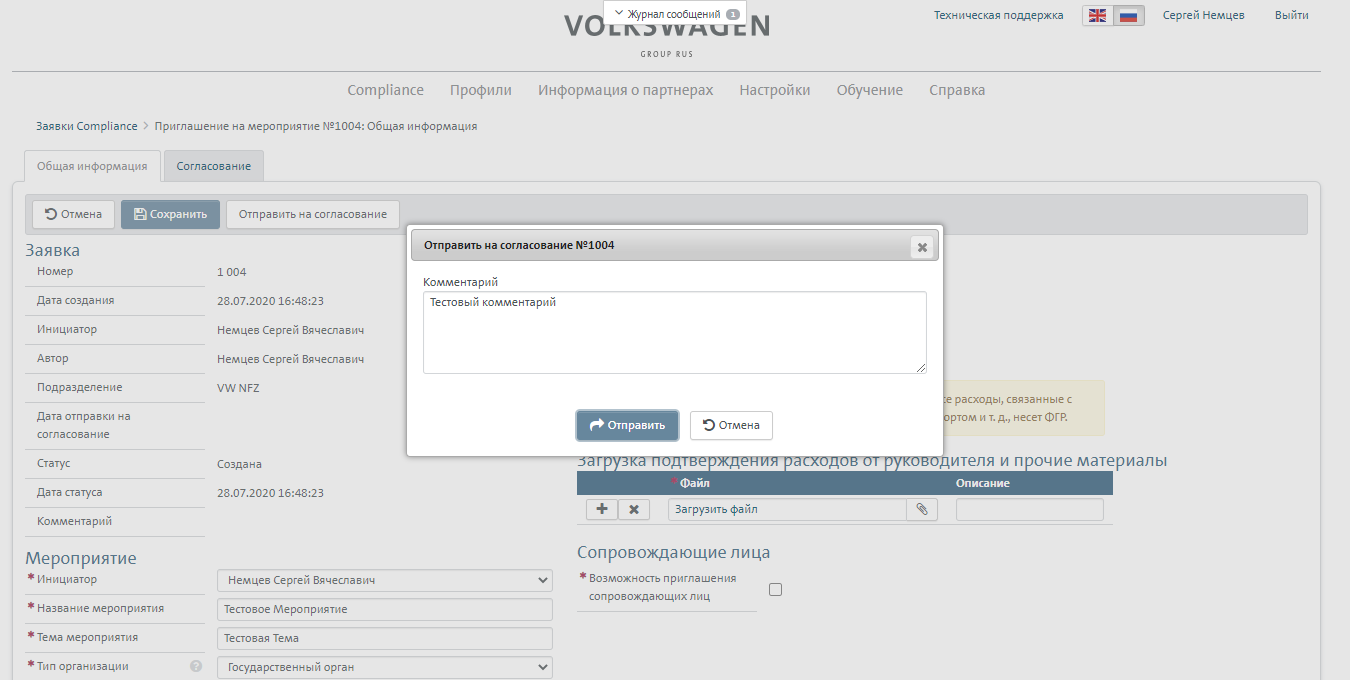 Журнал сообщений 1
VOLKSWAGEN
GROUP RUS
Техническая поддержка
Сергей Немцев
Выйти
Compliance
Профили
Информация о партнерах
Настройки
Обучение
Справка
Заявки Compliance > Приглашение на мероприятие №1004: Общая информация
Общая информация
Согласование
Отмена
Сохранить
Отправить на согласование
Заявка
Номер
1 004
Дата создания
28.07.2020 16:48:23
Инициатор
Немцев Сергей Вячеславич
Автор
Немцев Сергей Вячеславич
Подразделение
VW NFZ
Дата отправки на
согласование
Статус
Создана
Дата статуса
28.07.2020 16:48:23
Комментарий
Мероприятие
* Инициатор
Немцев Сергей Вячеславич
* Название мероприятия
Тестовое Мероприятие
* Тема мероприятия
Тестовая Тема
* Тип организации ?
Государственный орган
Отправить на согласование №1004
Комментарий
Тестовый комментарий
Отправить
Отмена
расходы, связанные с
и т. д., несет ФГР.
Загрузка подтверждения расходов от руководителя и прочие материалы
* Файл
Описание
Загрузить файл
Сопровождающие лица
* Возможность приглашения
сопровождающих лиц